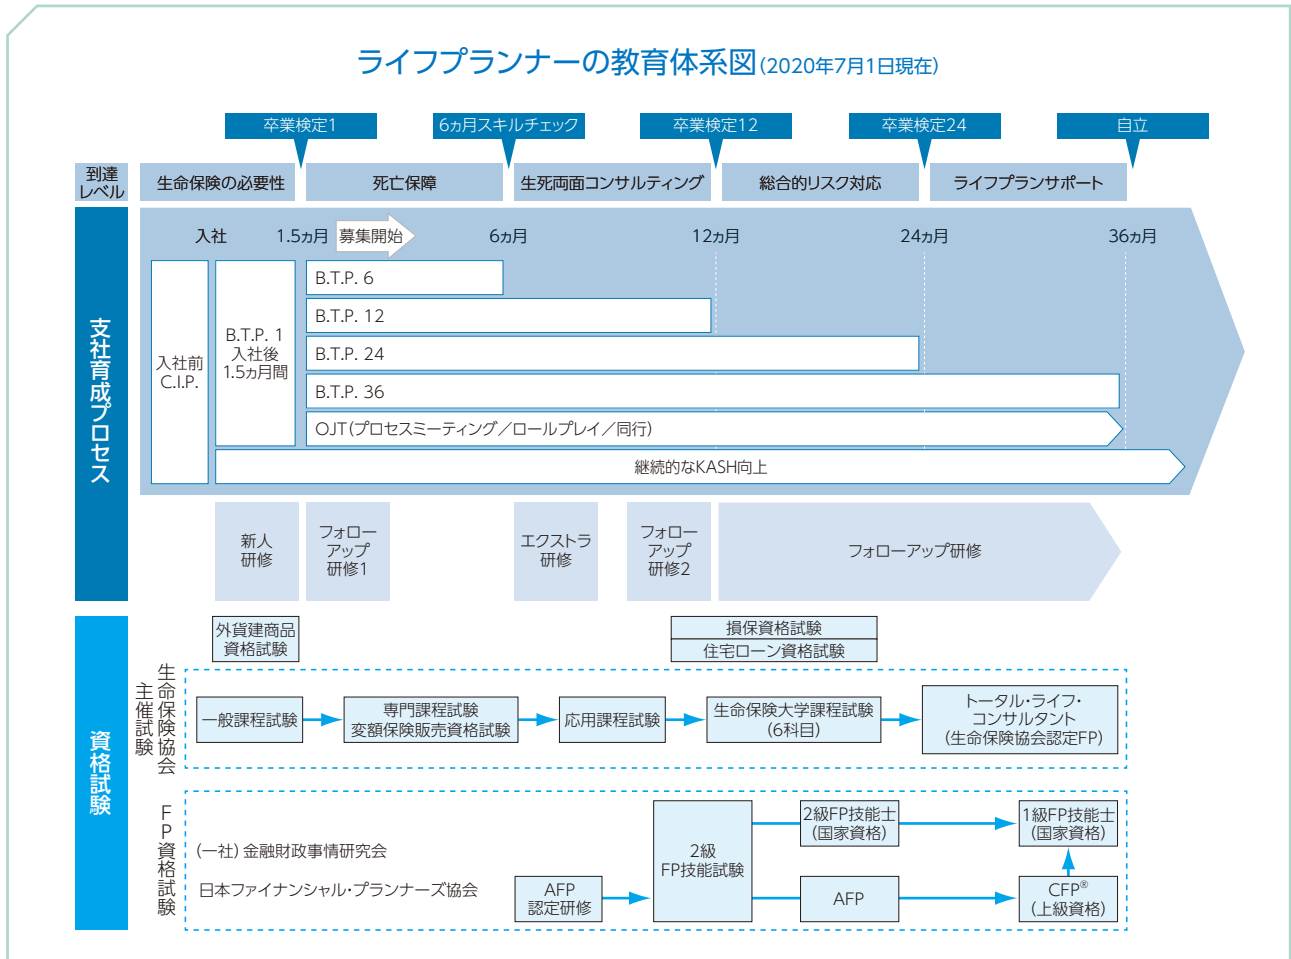 ライフプランナーの教育体系図(2020年7月1日現在)
卒業検定1
6ヵ月スキルチェック
卒業検定12
卒業検定24
自立
到達
レベル
生命保険の必要性
死亡保障
生死両面コンサルティング
総合的リスク対応
ライフプランサポート
支社育成プロセス
入社
1.5ヵ月
募集開始
6ヵ月
12ヵ月
24ヵ月
36ヵ月
入社前
C.I.P.
B.T.P. 1
入社後
1.5ヵ月間
B.T.P. 6
B.T.P. 12
B.T.P. 24
B.T.P. 36
OJT(プロセスミーティング／ロールプレイ／同行)
継続的なKASH向上
新人
研修
フォロー
アップ
研修1
エクストラ
研修
フォロー
アップ
研修2
フォローアップ研修
資格試験
外貨建商品
資格試験
損保資格試験
住宅ローン資格試験
生命保険協会
主催試験
一般課程試験
専門課程試験
変額保険販売資格試験
応用課程試験
生命保険大学課程試験
(6科目)
トータル・ライフ・
コンサルタント
(生命保険協会認定FP)
FP資格試験
(一社) 金融財政事情研究会
日本ファイナンシャル・プランナーズ協会
AFP
認定研修
2級
FP技能試験
2級FP技能士
(国家資格)
1級FP技能士
(国家資格)
AFP
CFP®
(上級資格)